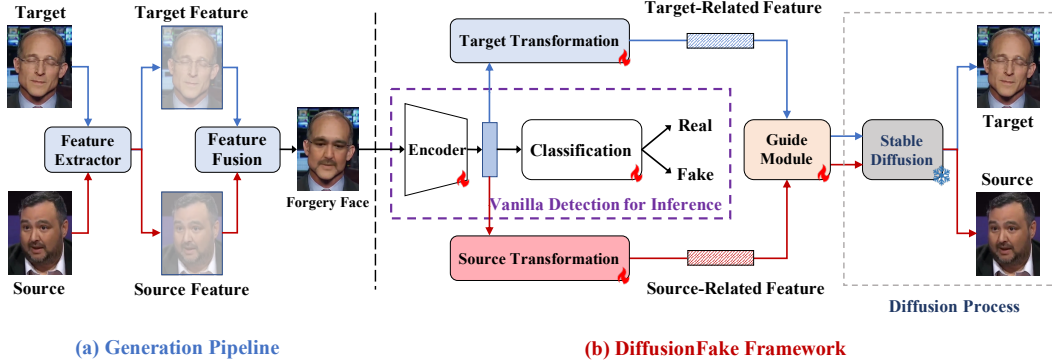 Target
Target Feature
Feature
Extractor
Feature
Fusion
Forgery Face
Source
Source Feature
(a) Generation Pipeline
Target-Related Feature
Target Transformation
Encoder
Classification
Real
Fake
Vanilla Detection for Inference
Source Transformation
Source-Related Feature
Guide
Module
Stable
Diffusion
Target
Source
Diffusion Process
(b) DiffusionFake Framework